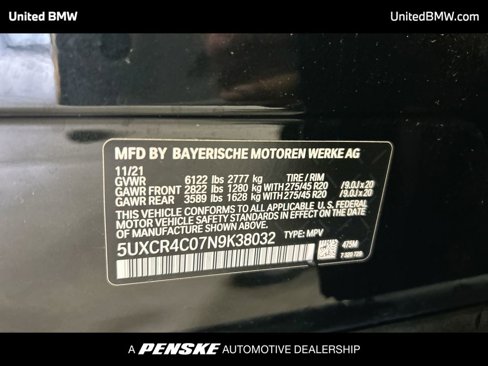 United BMW
UnitedBMW.com
MFD BY BAYERISCHE MOTOREN WERKE AG
11/21
GVWR 6122 lbs 2777 kg TIRE / RIM
GAWR FRONT 2822 lbs 1280 kg WITH 275/45 R20 /9.0J x 20
GAWR REAR 3589 lbs 1628 kg WITH 275/45 R20 /9.0J x 20
THIS VEHICLE CONFORMS TO ALL APPLICABLE U. S. FEDERAL
MOTOR VEHICLE SAFETY STANDARDS IN EFFECT ON THE DATE
OF MANUFACTURE SHOWN ABOVE.
5UXCR4C07N9K38032 TYPE: MPV
475M
A PENSKE AUTOMOTIVE DEALERSHIP